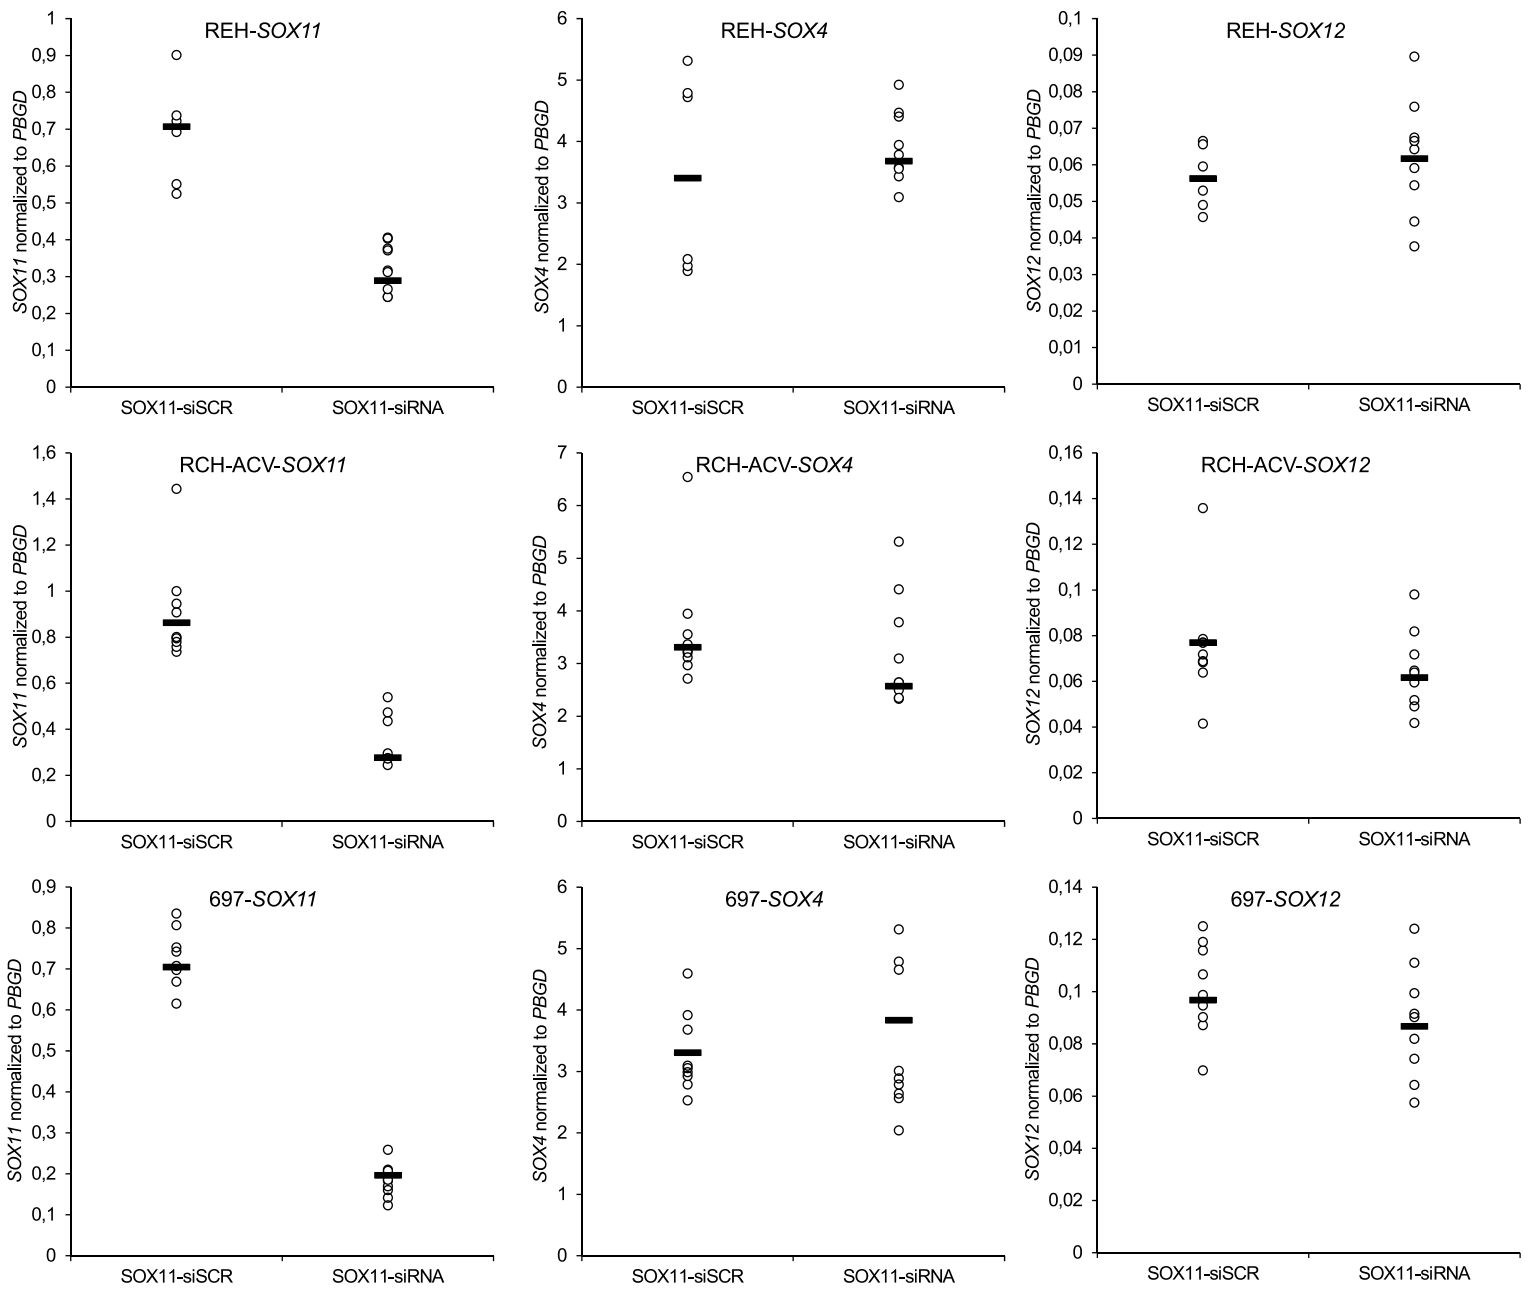 REH-SOX11
SOX11 normalized to PBGD
1
0,9
0,8
0,7
0,6
0,5
0,4
0,3
0,2
0,1
0
SOX11-siSCR
SOX11-siRNA
REH-SOX4
SOX4 normalized to PBGD
6
5
4
3
2
1
0
SOX11-siSCR
SOX11-siRNA
REH-SOX12
SOX12 normalized to PBGD
0,1
0,09
0,08
0,07
0,06
0,05
0,04
0,03
0,02
0,01
0
SOX11-siSCR
SOX11-siRNA
RCH-ACV-SOX11
SOX11 normalized to PBGD
1,6
1,4
1,2
1
0,8
0,6
0,4
0,2
0
SOX11-siSCR
SOX11-siRNA
RCH-ACV-SOX4
SOX4 normalized to PBGD
7
6
5
4
3
2
1
0
SOX11-siSCR
SOX11-siRNA
RCH-ACV-SOX12
SOX12 normalized to PBGD
0,16
0,14
0,12
0,1
0,08
0,06
0,04
0,02
0
SOX11-siSCR
SOX11-siRNA
697-SOX11
SOX11 normalized to PBGD
0,9
0,8
0,7
0,6
0,5
0,4
0,3
0,2
0,1
0
SOX11-siSCR
SOX11-siRNA
697-SOX4
SOX4 normalized to PBGD
6
5
4
3
2
1
0
SOX11-siSCR
SOX11-siRNA
697-SOX12
SOX12 normalized to PBGD
0,14
0,12
0,1
0,08
0,06
0,04
0,02
0
SOX11-siSCR
SOX11-siRNA